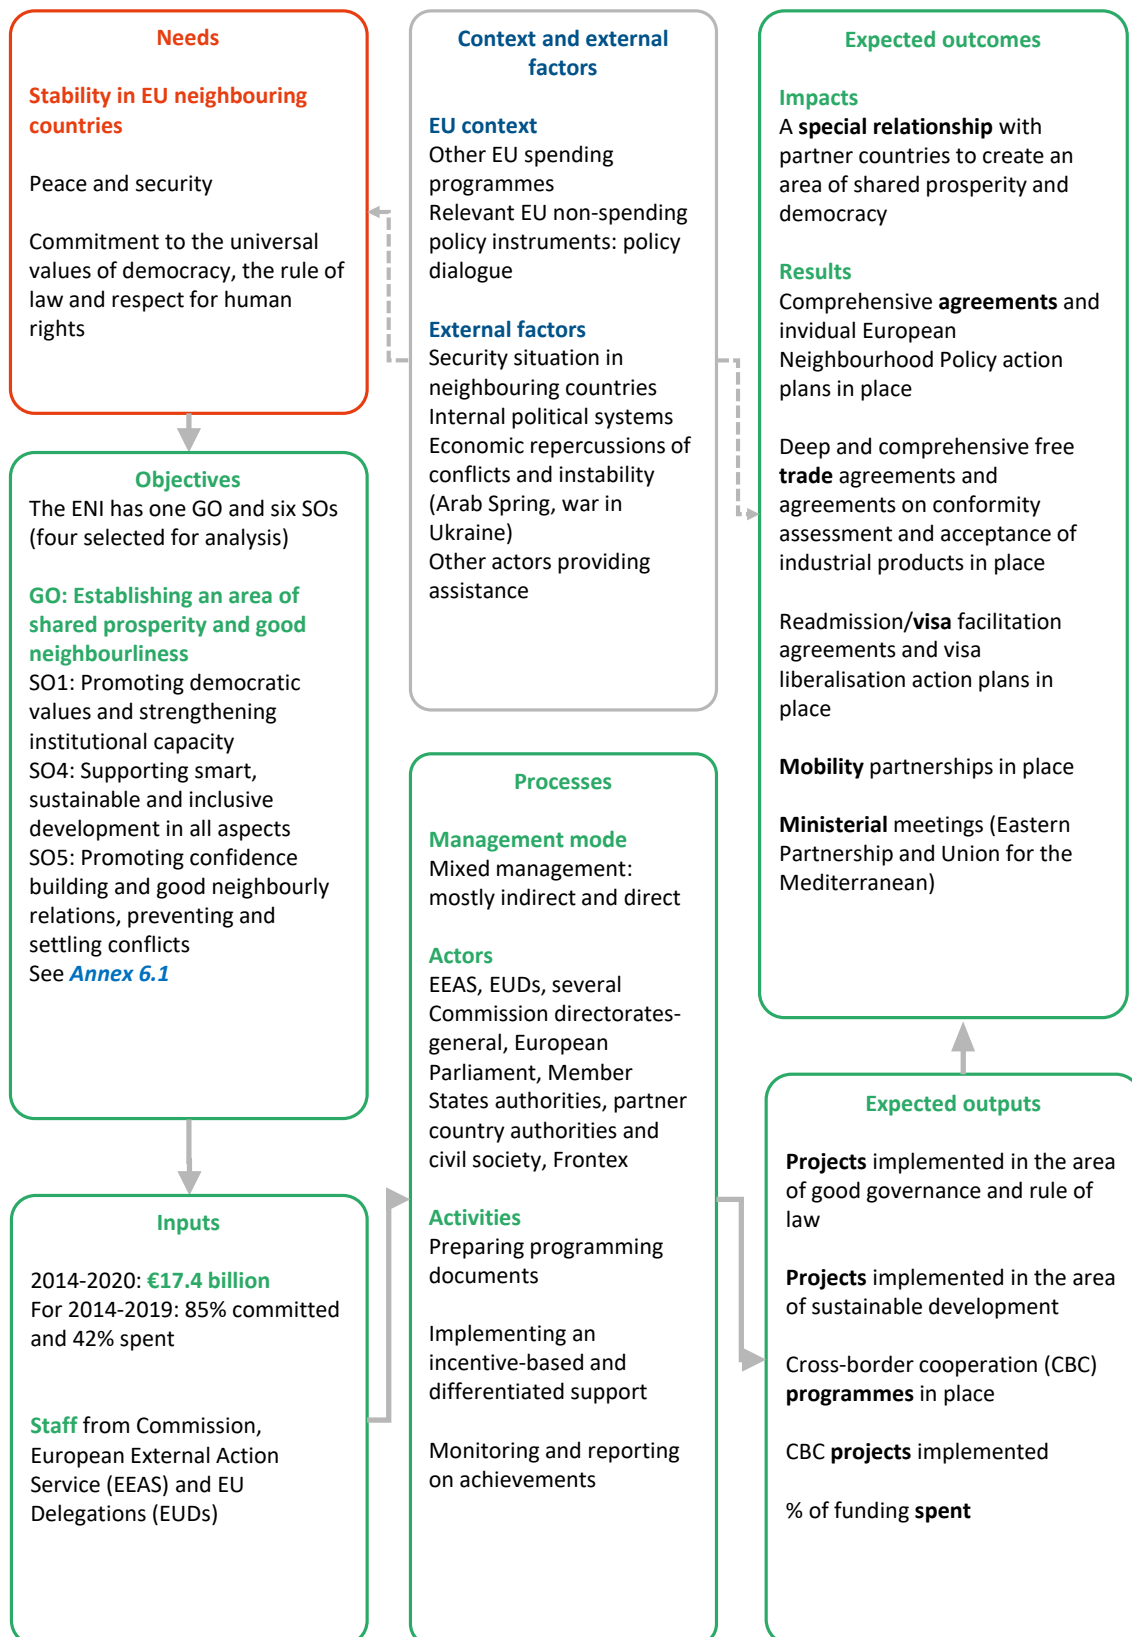 Needs
Stability in EU neighbouring
countries
Peace and security
Commitment to the universal
values of democracy, the rule of
law and respect for human
rights
Objectives
The ENI has one GO and six SOs
(four selected for analysis)
GO: Establishing an area of
shared prosperity and good
neighbourliness
SO1: Promoting democratic
values and strengthening
institutional capacity
SO4: Supporting smart,
sustainable and inclusive
development in all aspects
SO5: Promoting confidence
building and good neighbourly
relations, preventing and
settling conflicts
See Annex 6.1
Inputs
2014-2020: €17.4 billion
For 2014-2019: 85% committed
and 42% spent
Staff from Commission,
European External Action
Service (EEAS) and EU
Delegations (EUDs)
Context and external
factors
EU context
Other EU spending
programmes
Relevant EU non-spending
policy instruments: policy
dialogue
External factors
Security situation in
neighbouring countries
Internal political systems
Economic repercussions of
conflicts and instability
(Arab Spring, war in
Ukraine)
Other actors providing
assistance
Processes
Management mode
Mixed management:
mostly indirect and direct
Actors
EEAS, EUDs, several
Commission directorates-
general, European
Parliament, Member
States authorities, partner
country authorities and
civil society, Frontex
Activities
Preparing programming
documents
Implementing an
incentive-based and
differentiated support
Monitoring and reporting
on achievements
Expected outcomes
Impacts
A special relationship with
partner countries to create an
area of shared prosperity and
democracy
Results
Comprehensive agreements and
invidual European
Neighbourhood Policy action
plans in place
Deep and comprehensive free
trade agreements and
agreements on conformity
assessment and acceptance of
industrial products in place
Readmission/visa facilitation
agreements and visa
liberalisation action plans in
place
Mobility partnerships in place
Ministerial meetings (Eastern
Partnership and Union for the
Mediterranean)
Expected outputs
Projects implemented in the area
of good governance and rule of
law
Projects implemented in the area
of sustainable development
Cross-border cooperation (CBC)
programmes in place
CBC projects implemented
% of funding spent